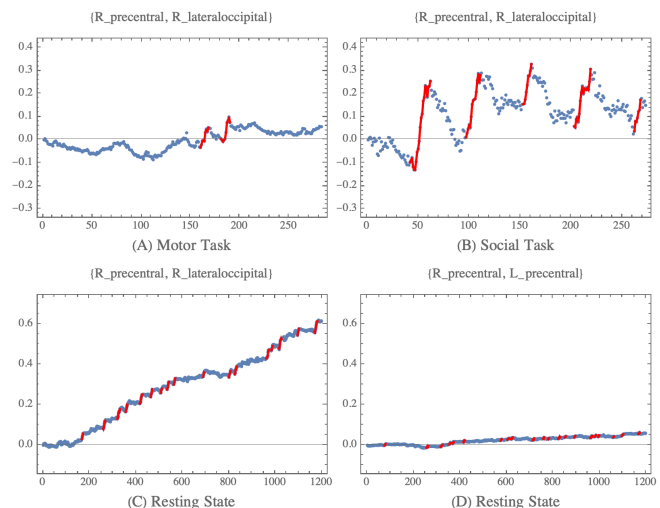 {R_precentral, R_lateraloccipital}
0.4
0.3
0.2
0.1
0.0
−0.1
−0.2
−0.3
0 50 100 150 200 250
(A) Motor Task
{R_precentral, R_lateraloccipital}
0.4
0.3
0.2
0.1
0.0
−0.1
−0.2
−0.3
0 50 100 150 200 250
(B) Social Task
{R_precentral, R_lateraloccipital}
0.6
0.4
0.2
0.0
0 200 400 600 800 1000 1200
(C) Resting State
{R_precentral, L_precentral}
0.6
0.4
0.2
0.0
0 200 400 600 800 1000 1200
(D) Resting State